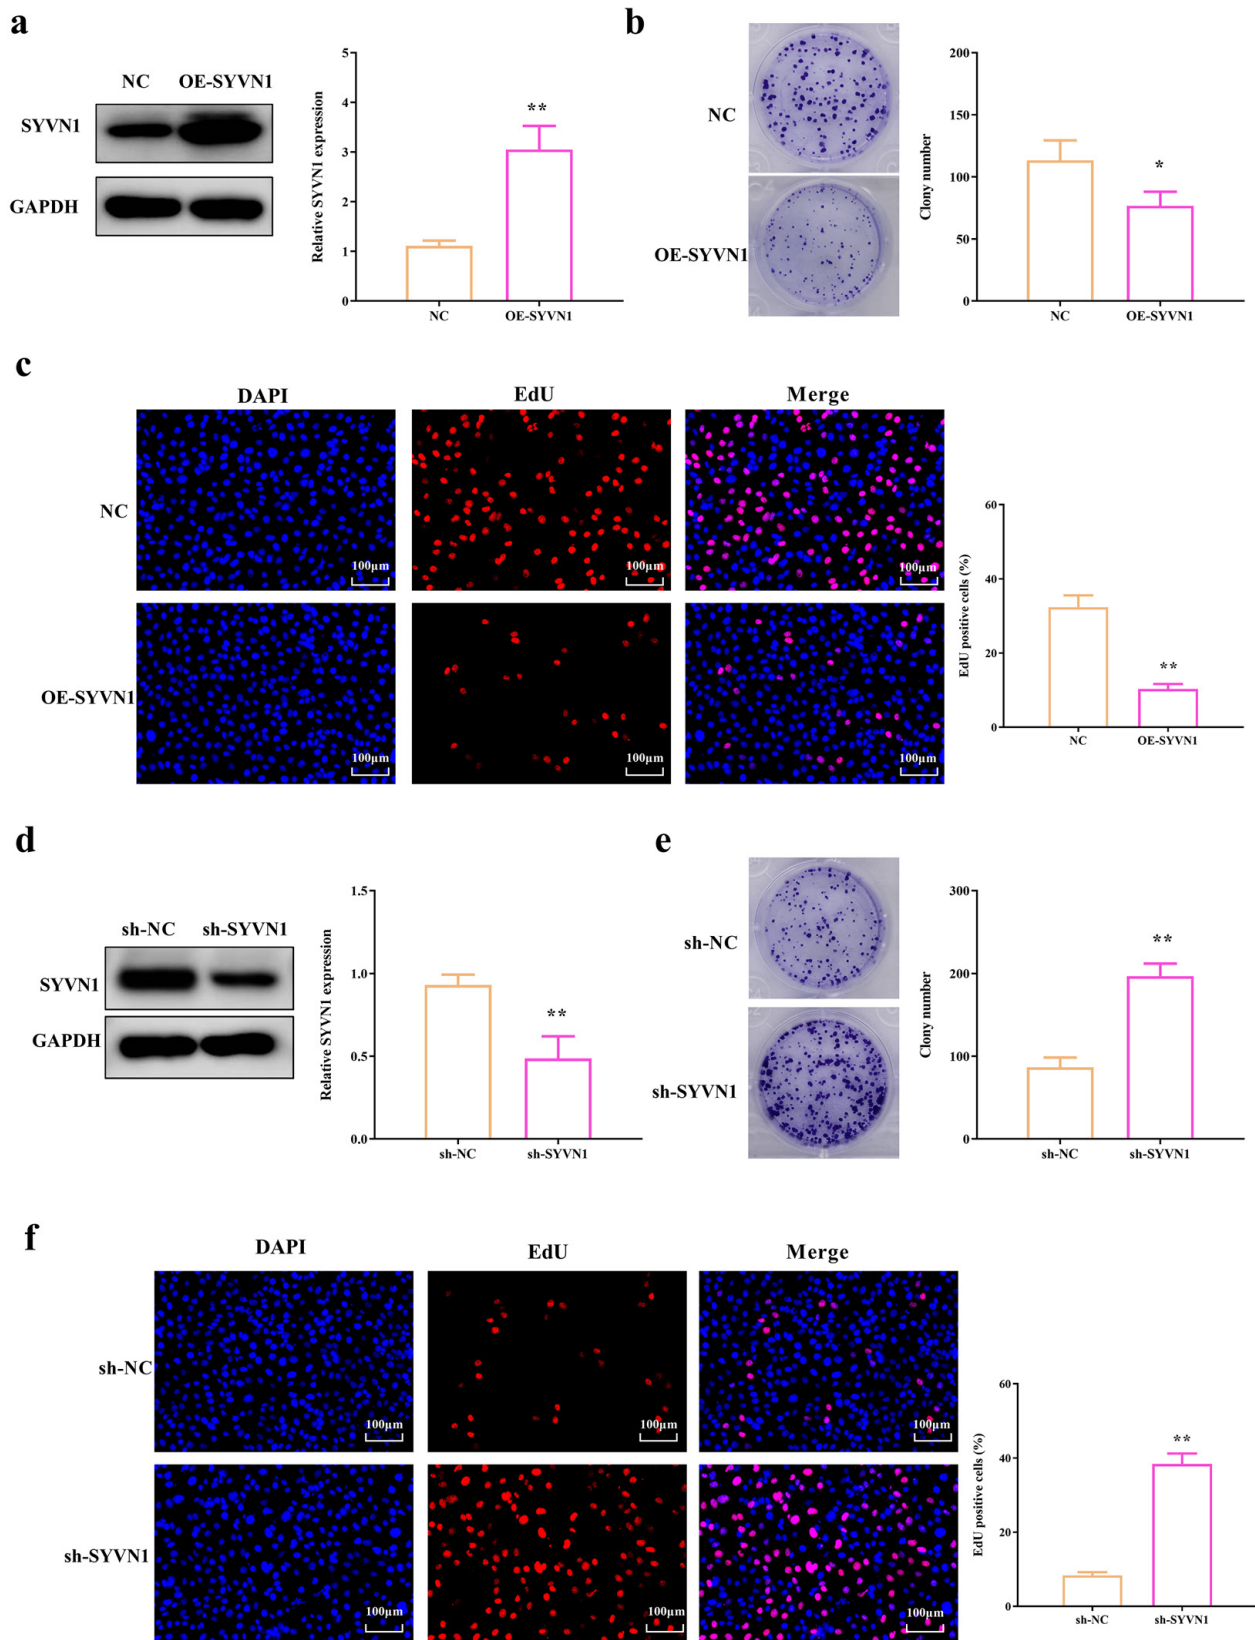 a
NC OE-SYVN1
SYVN1
GAPDH
Relative SYVN1 expression
5
4
3
2
1
0
**
NC OE-SYVN1
b
NC
OE-SYVN1
Clony number
200
150
100
50
0
*
NC OE-SYVN1
c
DAPI EdU Merge
NC
100μm 100μm 100μm
OE-SYVN1
100μm 100μm 100μm
EdU positive cells (%)
60
40
20
0
**
NC OE-SYVN1
d
sh-NC sh-SYVN1
SYVN1
GAPDH
Relative SYVN1 expression
1.5
1.0
0.5
0.0
**
sh-NC sh-SYVN1
e
sh-NC
sh-SYVN1
Clony number
300
200
100
0
**
sh-NC sh-SYVN1
f
DAPI EdU Merge
sh-NC
100μm 100μm 100μm
sh-SYVN1
100μm 100μm 100μm
EdU positive cells (%)
60
40
20
0
**
sh-NC sh-SYVN1